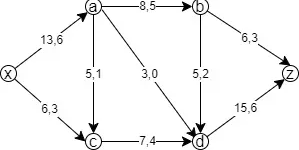 a 8,5 b
13,6 6,3
x 5,1 3,0 5,2 z
6,3 15,6
c 7,4 d